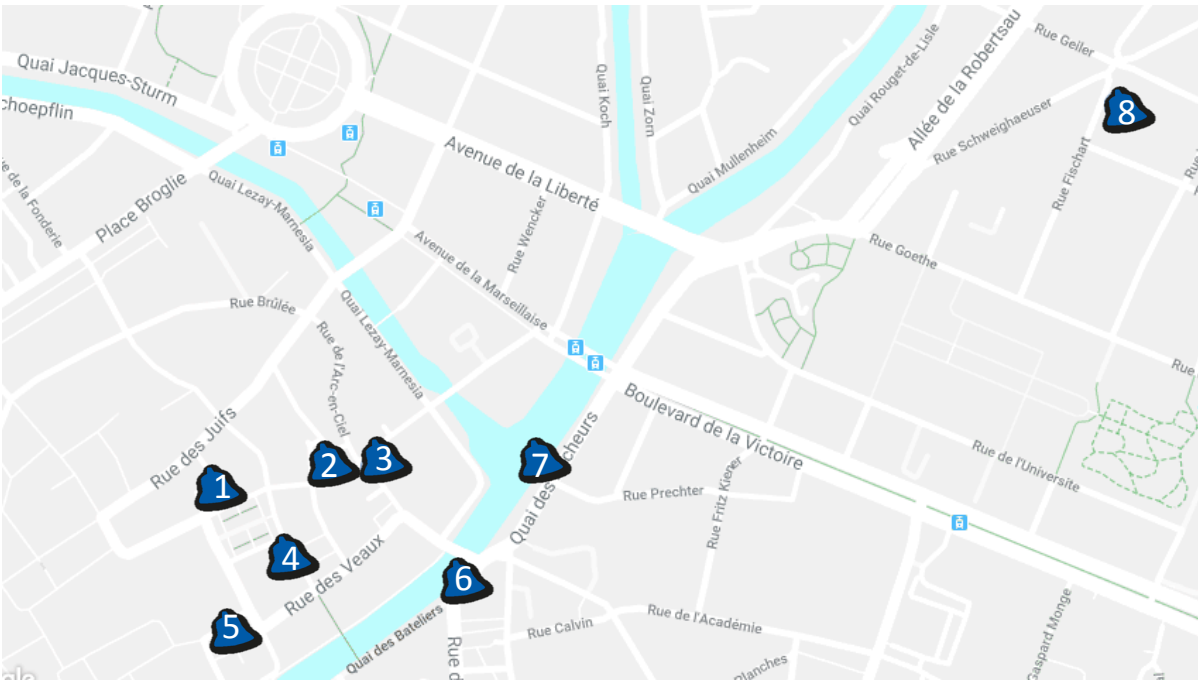 Quai Jacques-Sturm
choepflin
Place Broglie
Quai Lezay-Marnesia
Quai Koch
Quai Zorn
Avenue de la Liberté
Quai Mullenheim
Quai Rouget-de-Lisle
Allée de la Robertsau
Rue Geiler
8
Rue Schweighaeuser
Rue Fischart
Rue Wencker
Avenue de la Marseillaise
Rue Goethe
e de la Fonderie
Rue Brûlée
Quai Lezay-Marnesia
Rue de l'Arc-en-Ciel
Rue
Boulevard de la Victoire
Rue des Juifs
1
2
3
7
Quai des
cheurs
Rue Prechter
Rue Fritz Kiener
Rue de l'Universite
4
Rue des Veaux
5
6
Quai des Bateliers
Rue d
Rue Calvin
Rue de l'Académie
Planches
Gaspard Monge
gle